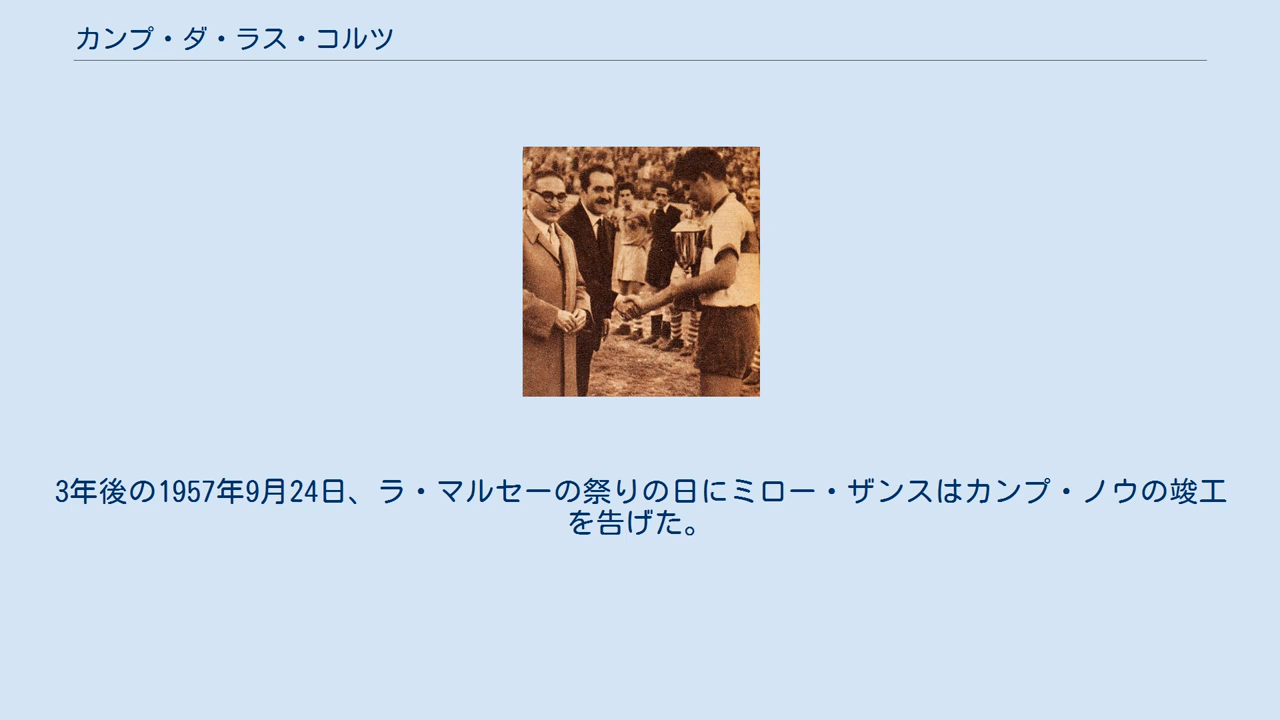 カンプ・ダ・ラス・コルツ
3年後の1957年9月24日、ラ・マルセーの祭りの日にミロー・ザンスはカンプ・ノウの竣工
を告げた。